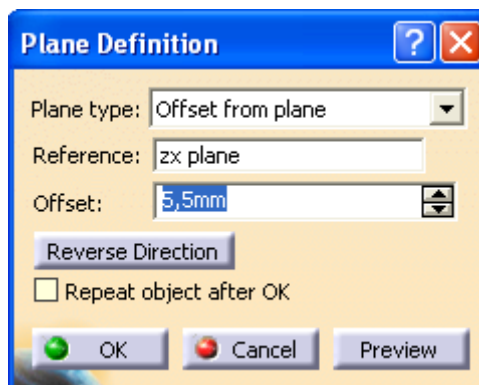 Plane Definition
Plane type: Offset from plane
Reference: zx plane
Offset: 5,5mm
Reverse Direction
Repeat object after OK
OK Cancel Preview